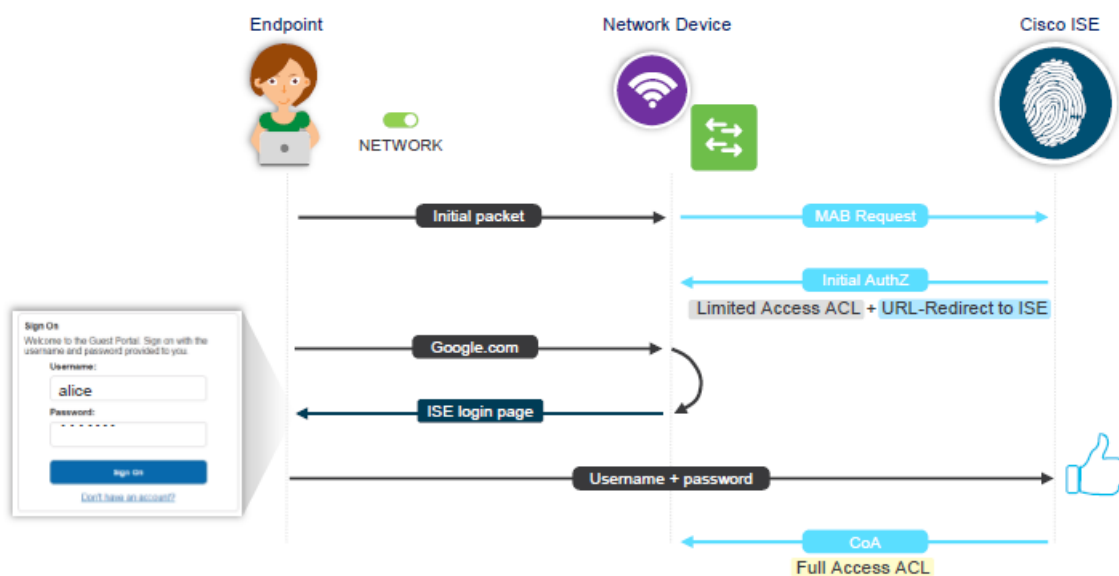 Endpoint
Network Device
Cisco ISE
NETWORK
Initial packet
MAB Request
Initial AuthZ
Limited Access ACL + URL-Redirect to ISE
Sign On
Welcome to the Guest Portal. Sign on with the
username and password provided to you.
Username:
alice
Password:
Sign On
Don't have an account?
Google.com
ISE login page
Username + password
CoA
Full Access ACL